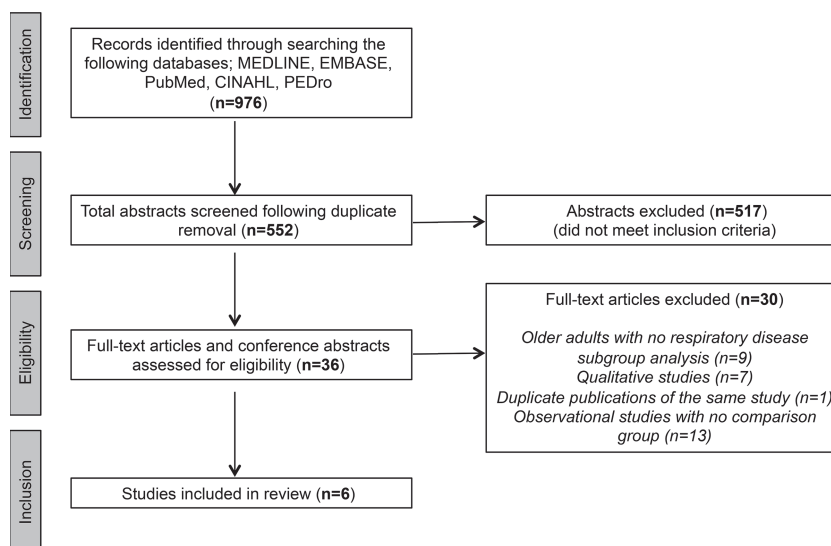 Identification
Records identified through searching the
following databases; MEDLINE, EMBASE,
PubMed, CINAHL, PEDro
(n=976)
Screening
Total abstracts screened following duplicate
removal (n=552)
Abstracts excluded (n=517)
(did not meet inclusion criteria)
Eligibility
Full-text articles and conference abstracts
assessed for eligibility (n=36)
Full-text articles excluded (n=30)
Older adults with no respiratory disease
subgroup analysis (n=9)
Qualitative studies (n=7)
Duplicate publications of the same study (n=1)
Observational studies with no comparison
group (n=13)
Inclusion
Studies included in review (n=6)